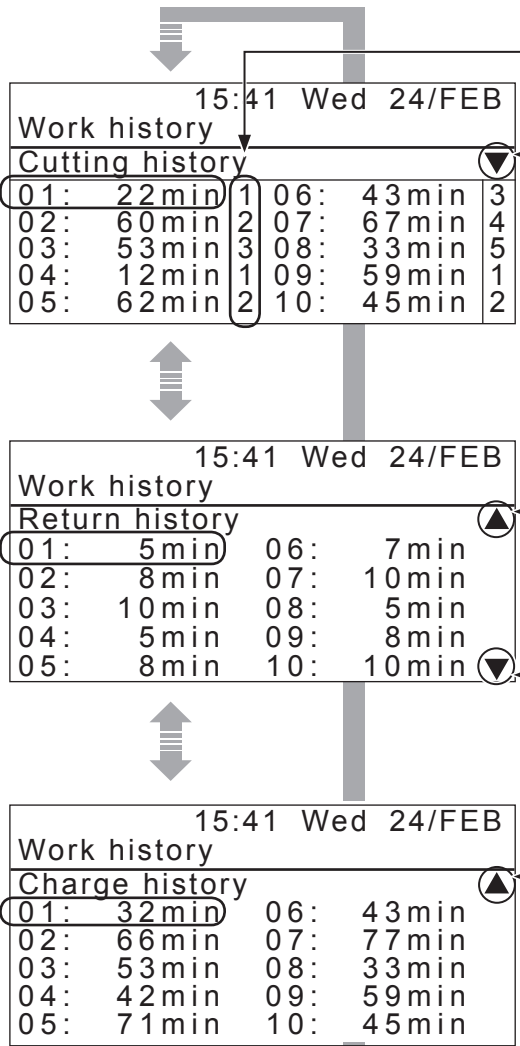 15:41 Wed 24/FEB
Work history
Cutting history ▼
01: 22min 1 06: 43min 3
02: 60min 2 07: 67min 4
03: 53min 3 08: 33min 5
04: 12min 1 09: 59min 1
05: 62min 2 10: 45min 2
15:41 Wed 24/FEB
Work history
Return history ▲
01: 5min 06: 7min
02: 8min 07: 10min
03: 10min 08: 5min
04: 5min 09: 8min
05: 8min 10: 10min ▼
15:41 Wed 24/FEB
Work history
Charge history ▲
01: 32min 06: 43min
02: 66min 07: 77min
03: 53min 08: 33min
04: 42min 09: 59min
05: 71min 10: 45min